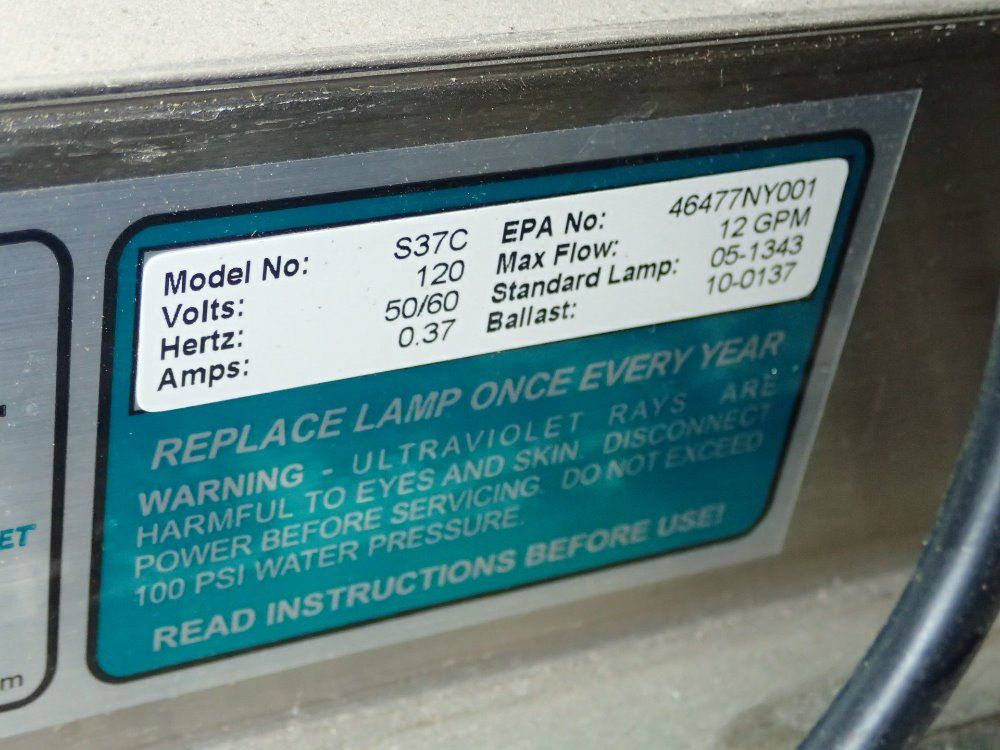 Model No: S37C EPA No: 46477NY001
Volts: 120 Max Flow: 12 GPM
Hertz: 50/60 Standard Lamp: 05-1343
Amps: 0.37 Ballast: 10-0137
REPLACE LAMP ONCE EVERY YEAR
WARNING - ULTRAVIOLET RAYS ARE
HARMFUL TO EYES AND SKIN. DISCONNECT
POWER BEFORE SERVICING. DO NOT EXCEED
100 PSI WATER PRESSURE.
READ INSTRUCTIONS BEFORE USE!